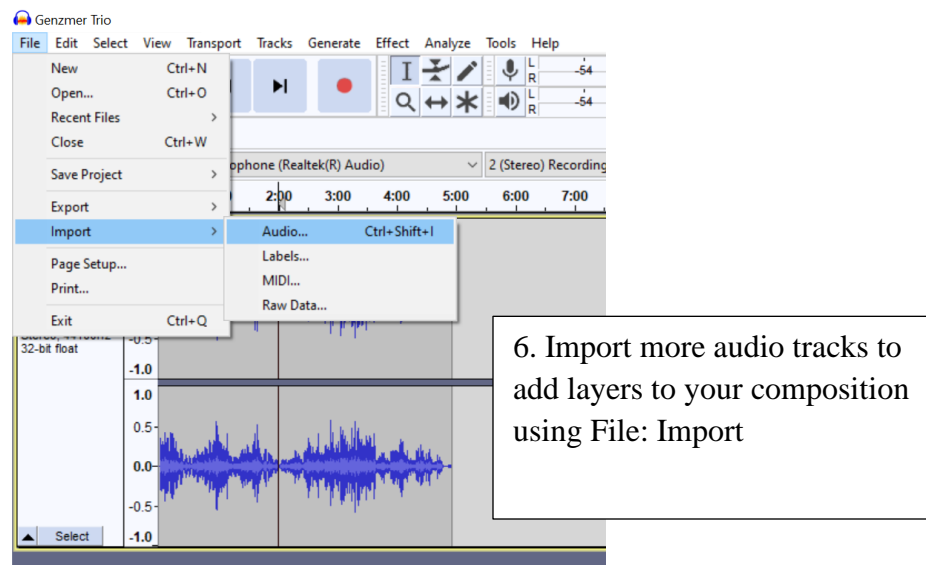 Genzmer Trio
File Edit Select View Transport Tracks Generate Effect Analyze Tools Help
New Ctrl+N
Open... Ctrl+O
Recent Files >
Close Ctrl+W
Save Project >
Export >
Import >
Page Setup...
Print...
Exit Ctrl+Q
L
R
-54
L
R
-54
ophone (Realtek(R) Audio)
2 (Stereo) Recording
2:00 3:00 4:00 5:00 6:00 7:00
Audio... Ctrl+Shift+I
Labels...
MIDI...
Raw Data...
32-bit float
-0.5
-1.0
1.0
0.5
0.0
-0.5
-1.0
Select
6. Import more audio tracks to
add layers to your composition
using File: Import